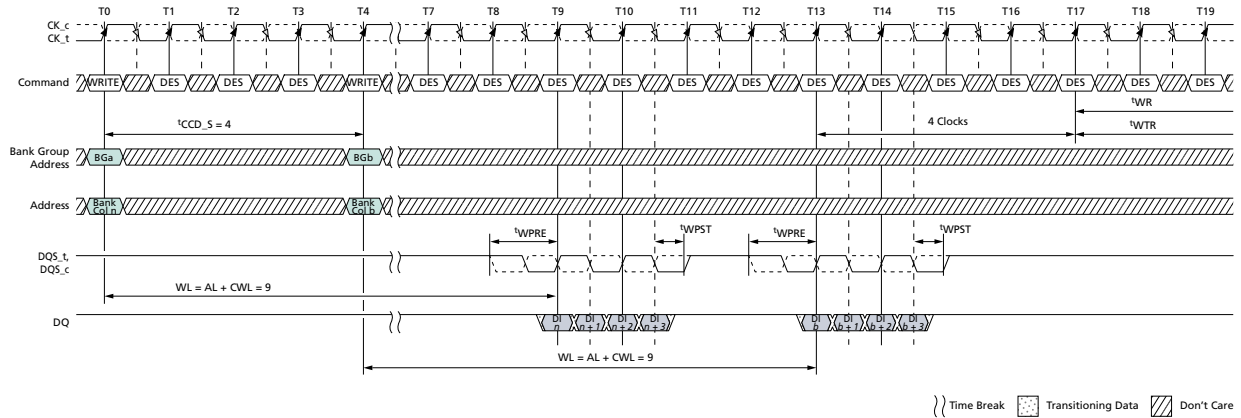 T0 T1 T2 T3 T4 T7 T8 T9 T10 T11 T12 T13 T14 T15 T16 T17 T18 T19
CK_c
CK_t
Command WRITE DES DES DES WRITE DES DES DES DES DES DES DES DES DES DES DES DES DES
tWR
tCCD_S = 4 4 Clocks tWTR
Bank Group
Address BGa BGb
Address Bank Col n Bank Col b
tWPRE tWPST tWPRE tWPST
DQS_t,
DQS_c
WL = AL + CWL = 9
DQ DI n DI n + 1 DI n + 2 DI n + 3 DI b DI b + 1 DI b + 2 DI b + 3
WL = AL + CWL = 9
Time Break Transitioning Data Don't Care